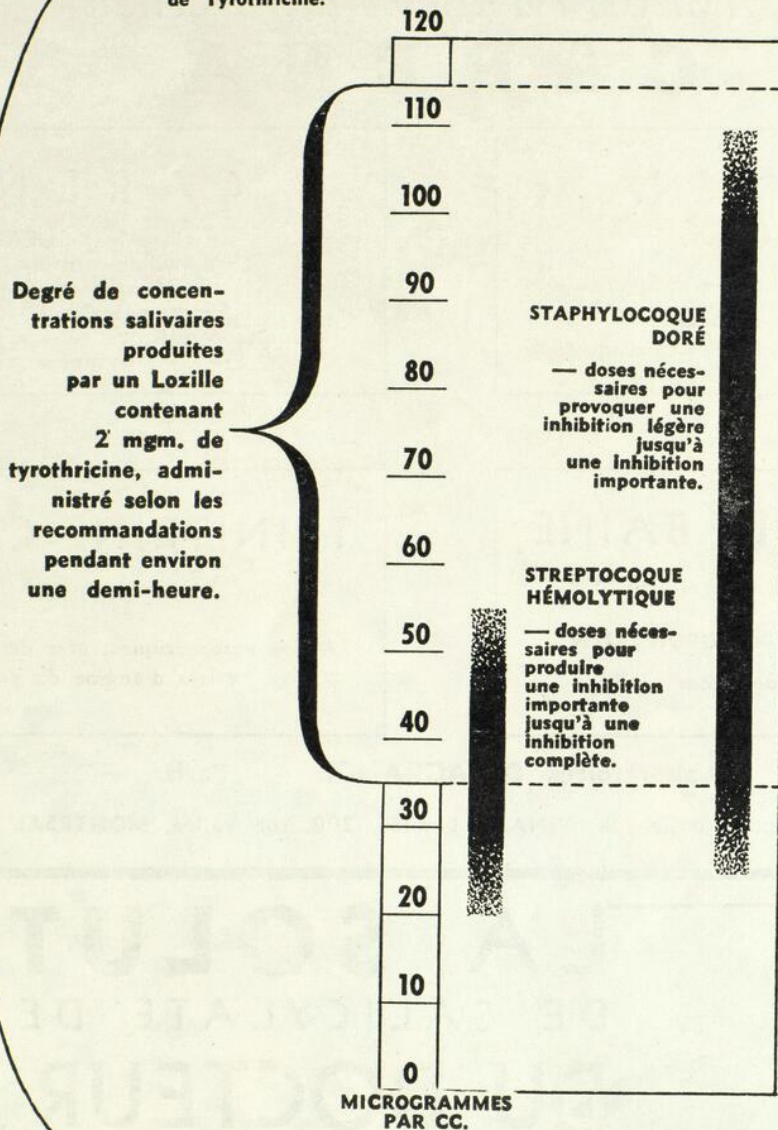 de Tyrothricine.
120
110
100
90
80
70
60
50
40
30
20
10
0
MICROGRAMMES
PAR CC.
Degré de concen-
trations salivaires
produites
par un Lozille
contenant
2 mgm. de
tyrothricine, admi-
nistré selon les
recommandations
pendant environ
une demi-heure.
STAPHYLOCOQUE
DORÉ
— doses néces-
saires pour
provoquer une
inhibition légère
jusqu'à
une inhibition
importante.
STREPTOCOQUE
HÉMOLYTIQUE
— doses néces-
saires pour
produire
une inhibition
importante
jusqu'à une
inhibition
complète.